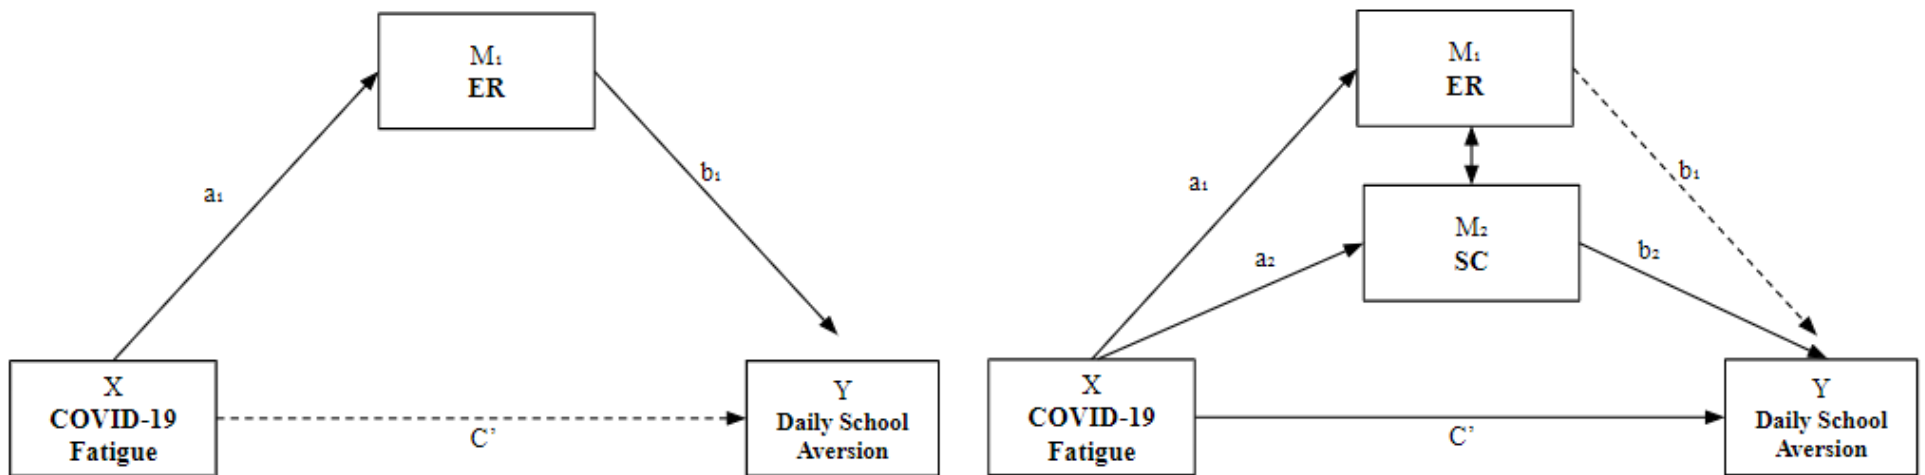 M₁
ER
a₁
b₁
X
COVID-19
Fatigue
C’
Y
Daily School
Aversion
M₁
ER
a₁
b₁
M₂
SC
a₂
b₂
X
COVID-19
Fatigue
C’
Y
Daily School
Aversion